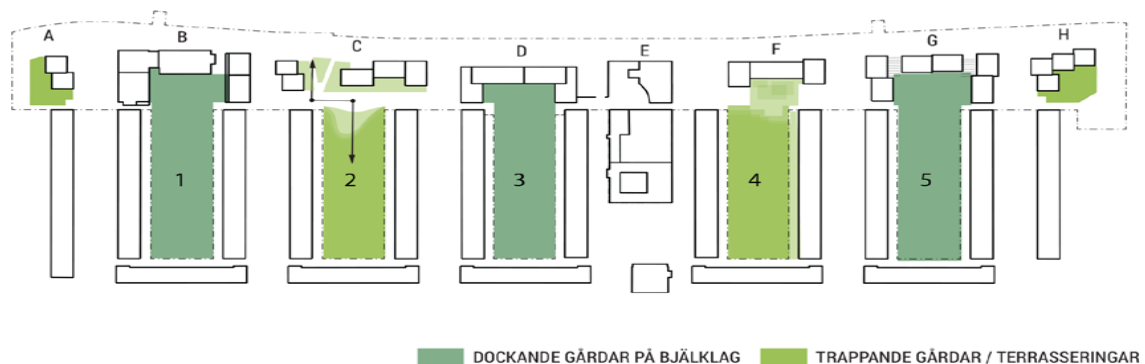 A B C D E F G H
1 2 3 4 5
DOCKANDE GÅRDAR PÅ BJÄLKLAG TRAPPANDE GÅRDAR / TERRASSERINGAR